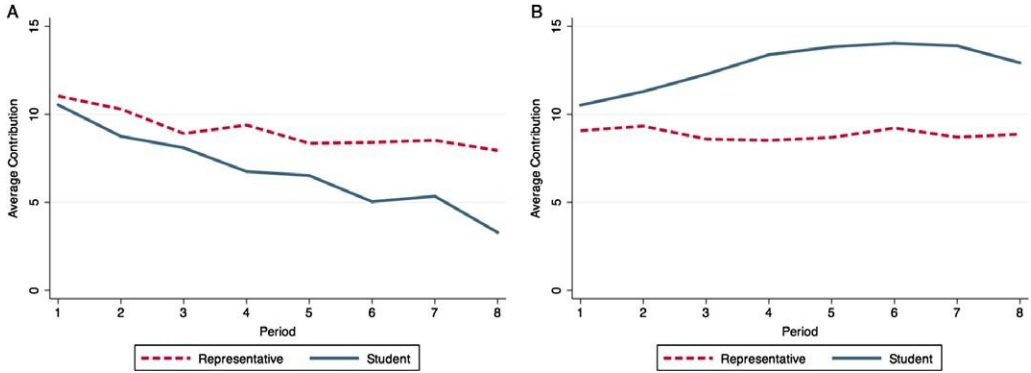 A
Average Contribution
15
10
5
0
1 2 3 4 5 6 7 8
Period
Representative Student
B
Average Contribution
15
10
5
0
1 2 3 4 5 6 7 8
Period
Representative Student